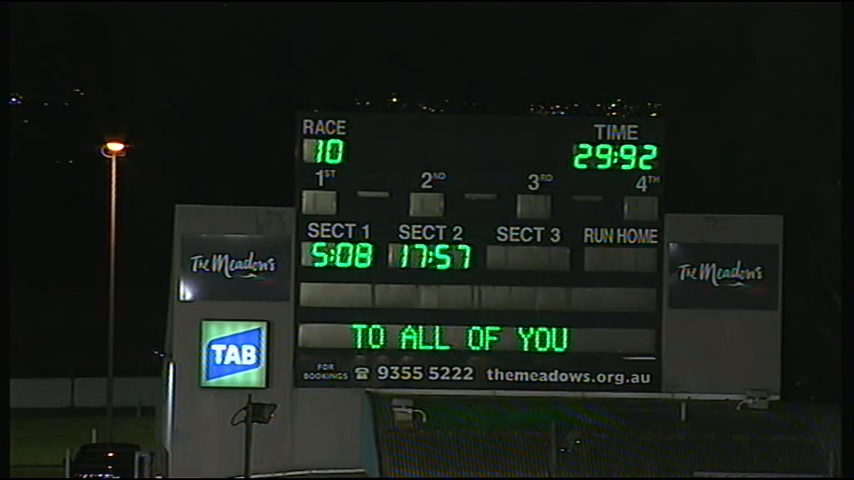 RACE TIME
10 29:92
1ST 2ND 3RD 4TH
SECT 1 SECT 2 SECT 3 RUN HOME
5:08 17:57
The Meadows
The Meadows
TO ALL OF YOU
TAB
FOR BOOKINGS ☎ 9355 5222 themeadows.org.au